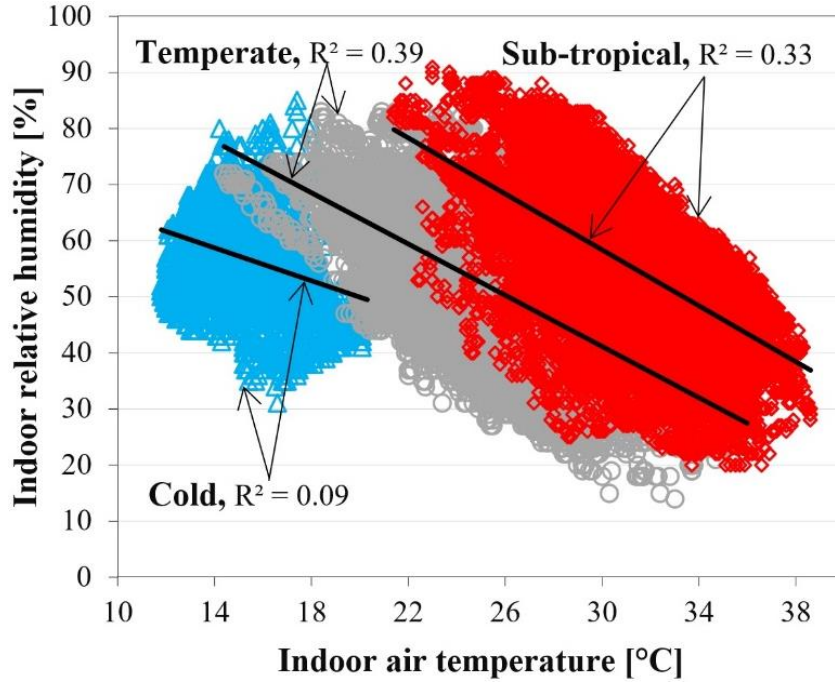 Temperate, R² = 0.39
Sub-tropical, R² = 0.33
Cold, R² = 0.09
Indoor relative humidity [%]
100
90
80
70
60
50
40
30
20
10
0
10 14 18 22 26 30 34 38
Indoor air temperature [°C]